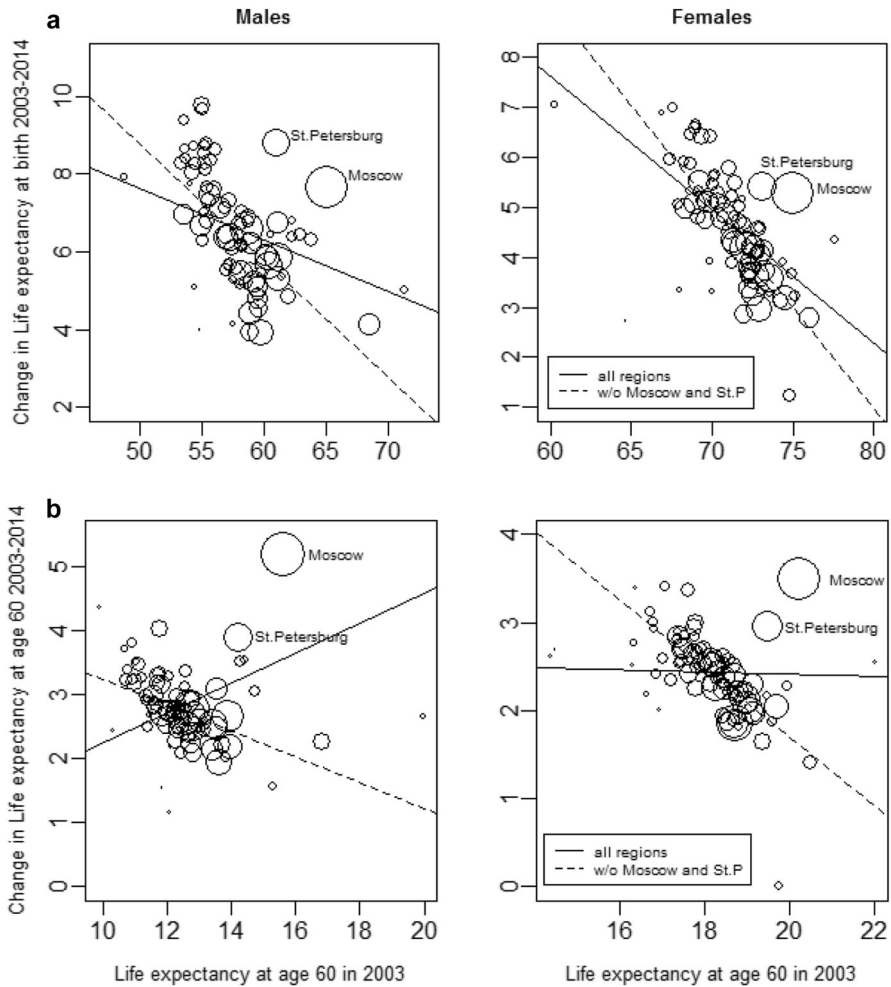 a
Males
Females
Change in Life expectancy at birth 2003-2014
10
8
6
4
2
St.Petersburg
Moscow
50 55 60 65 70
8
7
6
5
4
3
2
1
St.Petersburg
Moscow
all regions
w/o Moscow and St.P
60 65 70 75 80
b
Change in Life expectancy at age 60 2003-2014
5
4
3
2
1
0
Moscow
St.Petersburg
10 12 14 16 18 20
Life expectancy at age 60 in 2003
4
3
2
1
0
Moscow
St.Petersburg
all regions
w/o Moscow and St.P
16 18 20 22
Life expectancy at age 60 in 2003